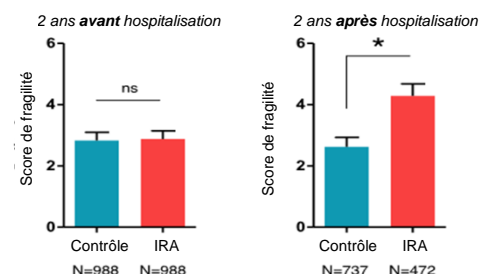 2 ans avant hospitalisation
Score de fragilité
6
4
2
0
ns
Contrôle IRA
N=988 N=988
2 ans après hospitalisation
Score de fragilité
6
4
2
0
*
Contrôle IRA
N=737 N=472